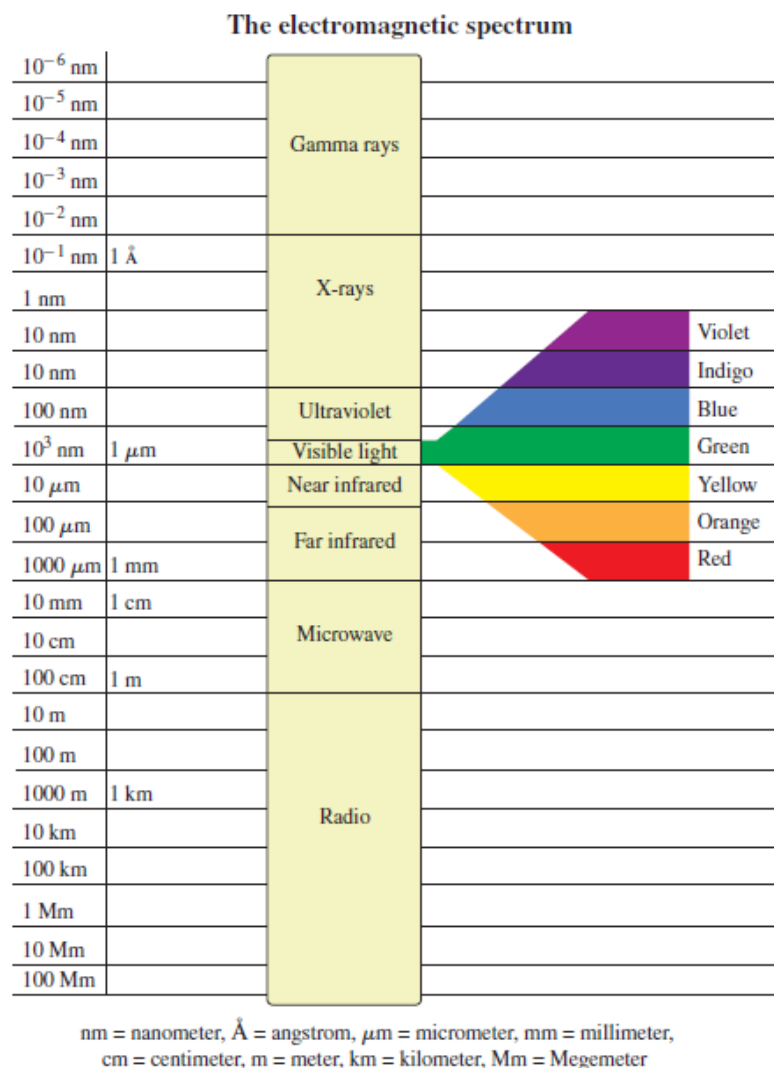 The electromagnetic spectrum
10⁻⁶ nm
10⁻⁵ nm
10⁻⁴ nm
Gamma rays
10⁻³ nm
10⁻² nm
10⁻¹ nm 1 Å
X-rays
1 nm
10 nm Violet
10 nm Indigo
100 nm Ultraviolet Blue
10³ nm 1 μm Visible light Green
10 μm Near infrared Yellow
100 μm Orange
Far infrared
1000 μm 1 mm Red
10 mm 1 cm
Microwave
10 cm
100 cm 1 m
10 m
100 m
1000 m 1 km
Radio
10 km
100 km
1 Mm
10 Mm
100 Mm
nm = nanometer, Å = angstrom, μm = micrometer, mm = millimeter,
cm = centimeter, m = meter, km = kilometer, Mm = Megemeter